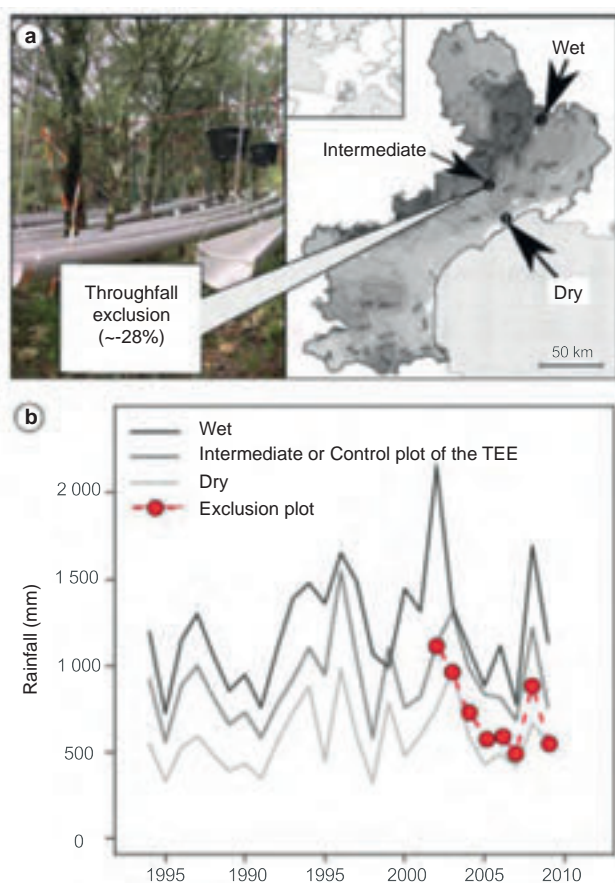 a
Wet
Intermediate
Throughfall
exclusion
(~-28%)
Dry
50 km
b
Wet
Intermediate or Control plot of the TEE
Dry
Exclusion plot
Rainfall (mm)
2 000
1 500
1 000
500
0
1995
1990
1995
2000
2005
2010